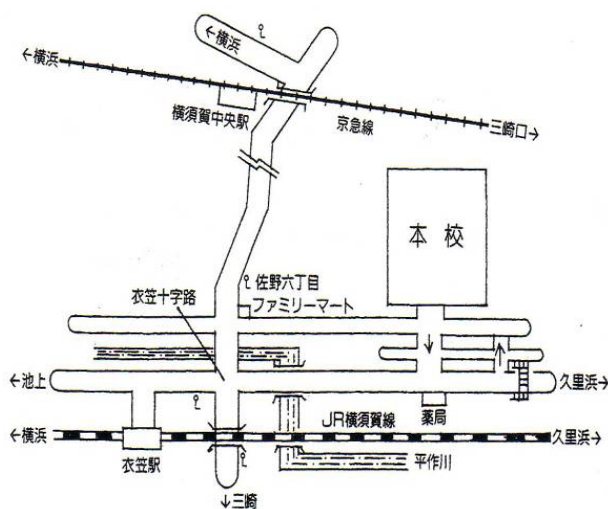 ←横浜
←横浜
横須賀中央駅
京急線
三崎口→
本校
佐野六丁目
ファミリーマート
衣笠十字路
←池上
久里浜→
薬局
JR横須賀線
←横浜
久里浜→
衣笠駅
平作川
↓三崎